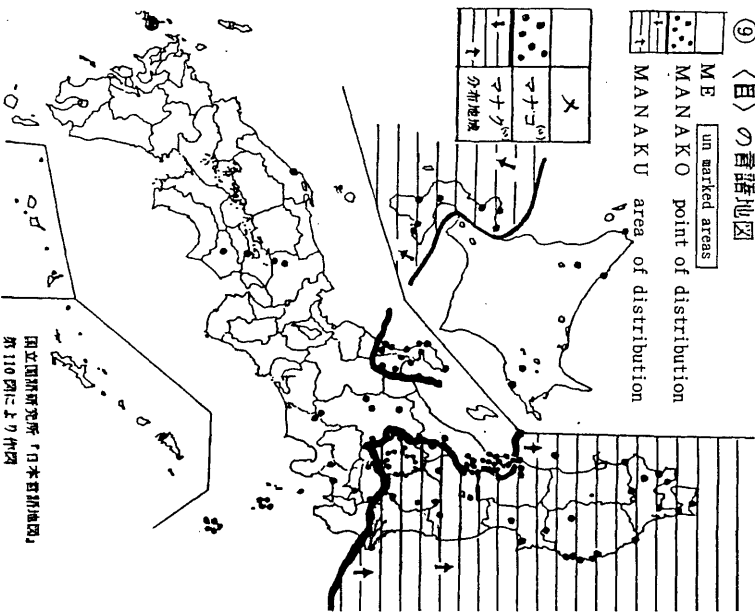 ⑨ 〈目〉の言語地図
ME un marked areas
MANAKO point of distribution
MANAKU area of distribution
メ
マナコ(゙)
マナグ(゙)
分布地域
国立国語研究所『日本言語地図』
第110図により作図